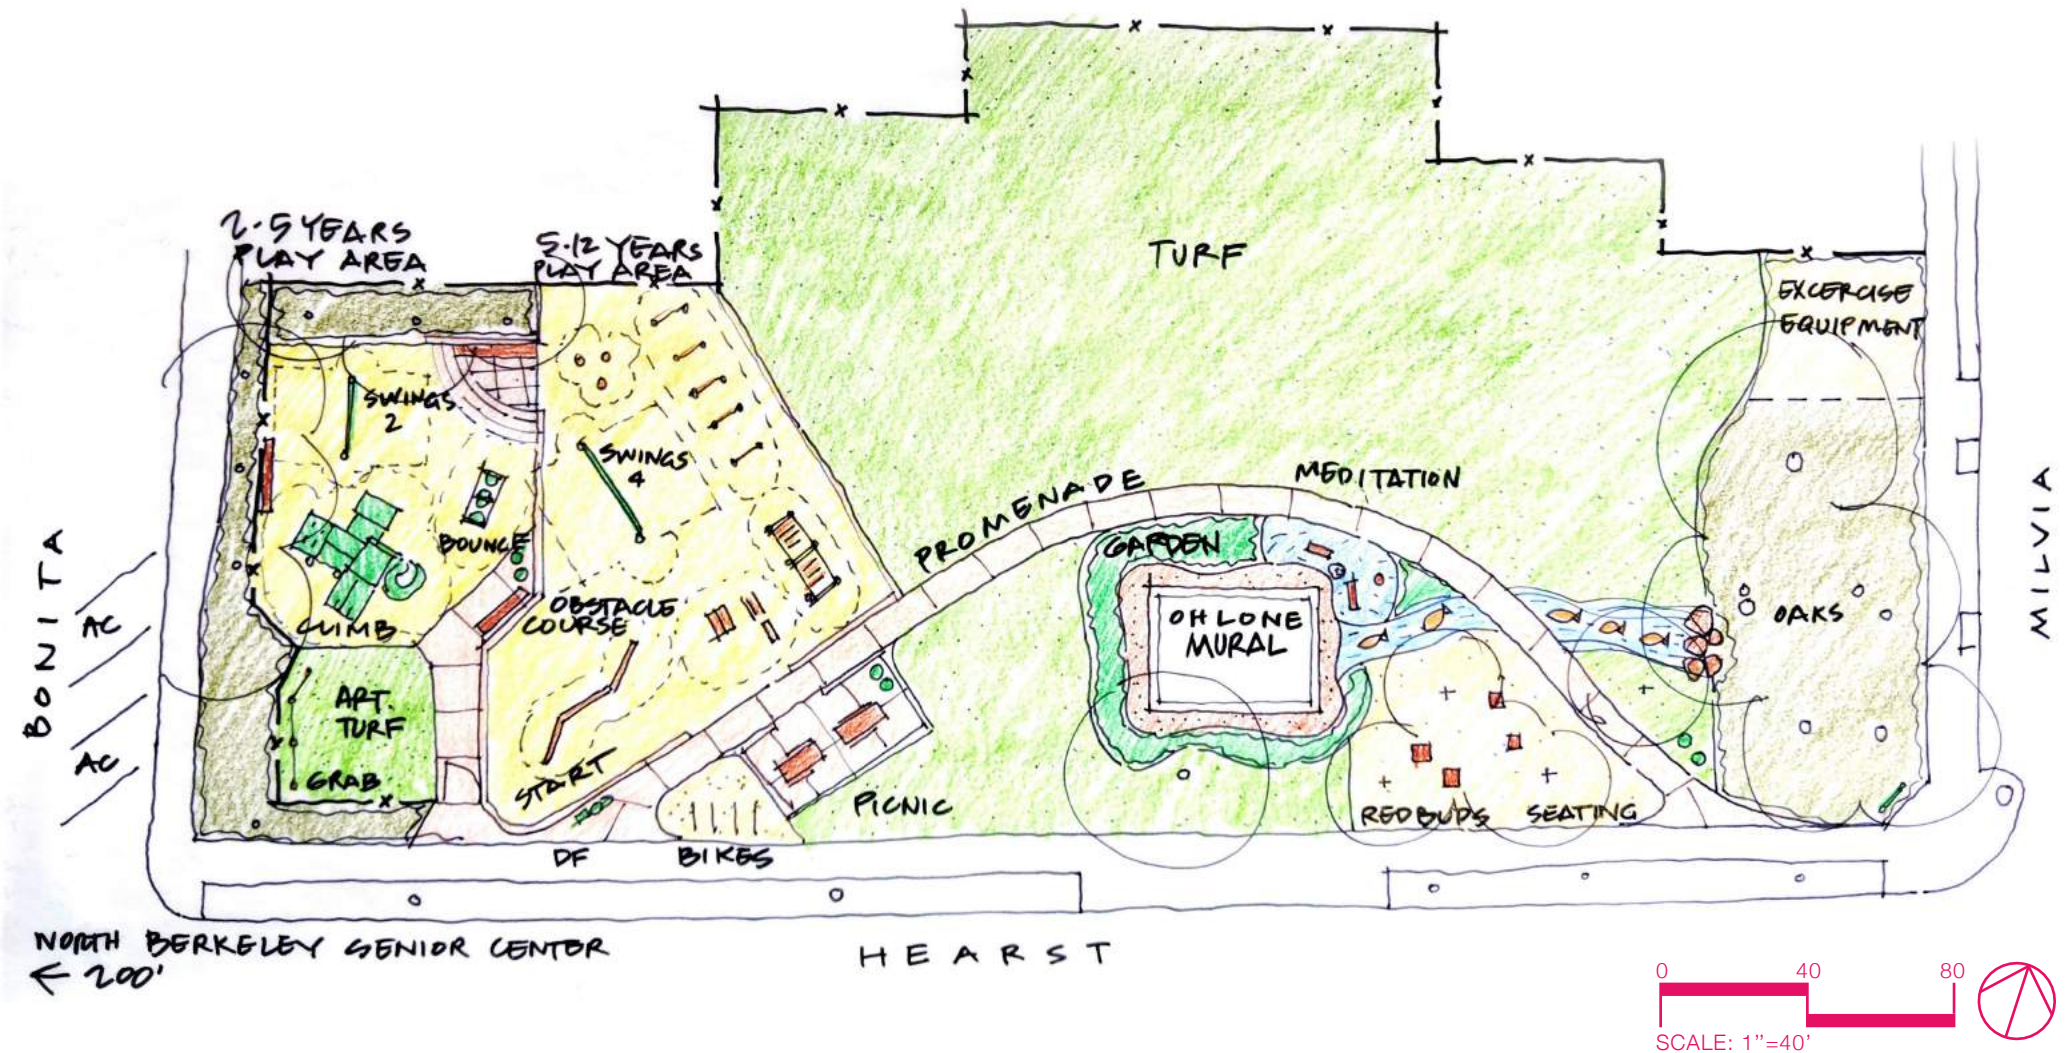 2-5 YEARS
PLAY AREA
5-12 YEARS
PLAY AREA
TURF
EXCERCISE
EQUIPMENT
SWINGS
2
SWINGS
4
MEDITATION
PROMENADE
GARDEN
BOUNCE
OBSTACLE
COURSE
CLIMB
OHLONE
MURAL
OAKS
MILVIA
BONITA
AC
AC
ART.
TURF
GRAB
START
PICNIC
REDBUDS
SEATING
DF
BIKES
NORTH BERKELEY SENIOR CENTER
← 200'
HEARST
0 40 80
SCALE: 1"=40'